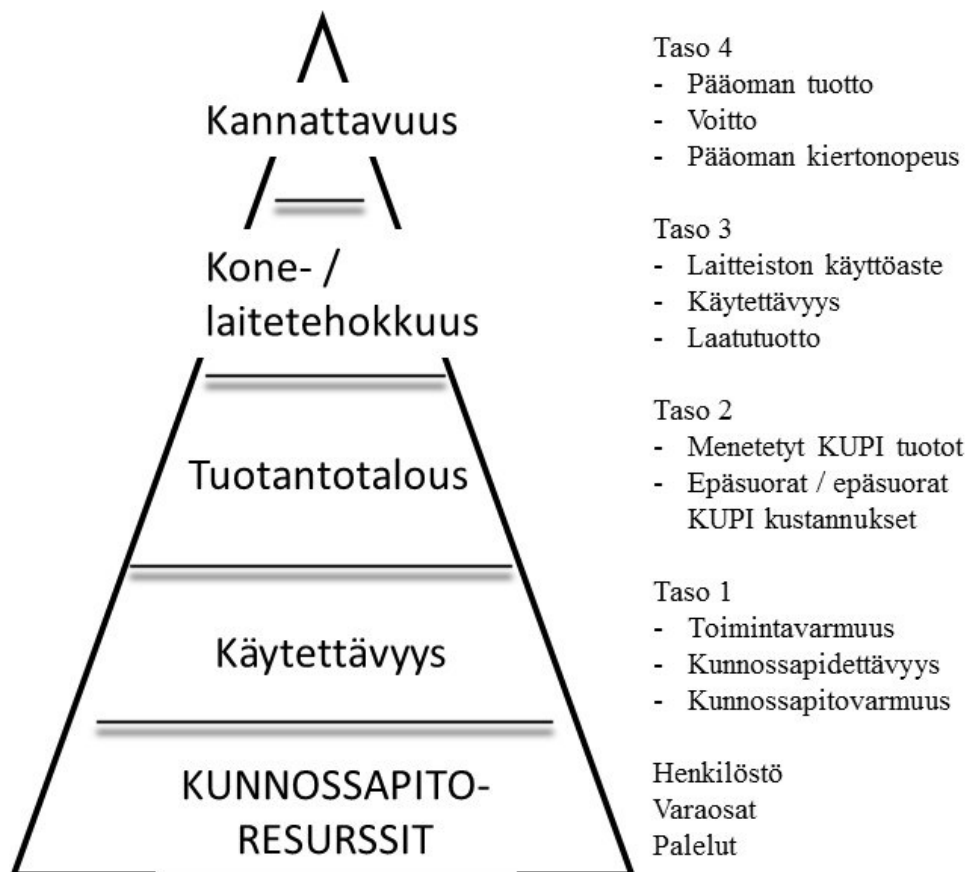 Kannattavuus
Kone- /
laitetehokkuus
Tuotantotalous
Käytettävyys
KUNNOSSAPITO-
RESURSSIT
Taso 4
- Pääoman tuotto
- Voitto
- Pääoman kiertonopeus
Taso 3
- Laitteiston käyttöaste
- Käytettävyys
- Laatutuotto
Taso 2
- Menetetyt KUPI tuotot
- Epäsuorat / epäsuorat
KUPI kustannukset
Taso 1
- Toimintavarmuus
- Kunnossapidettävyys
- Kunnossapitovarmuus
Henkilöstö
Varaosat
Palelut